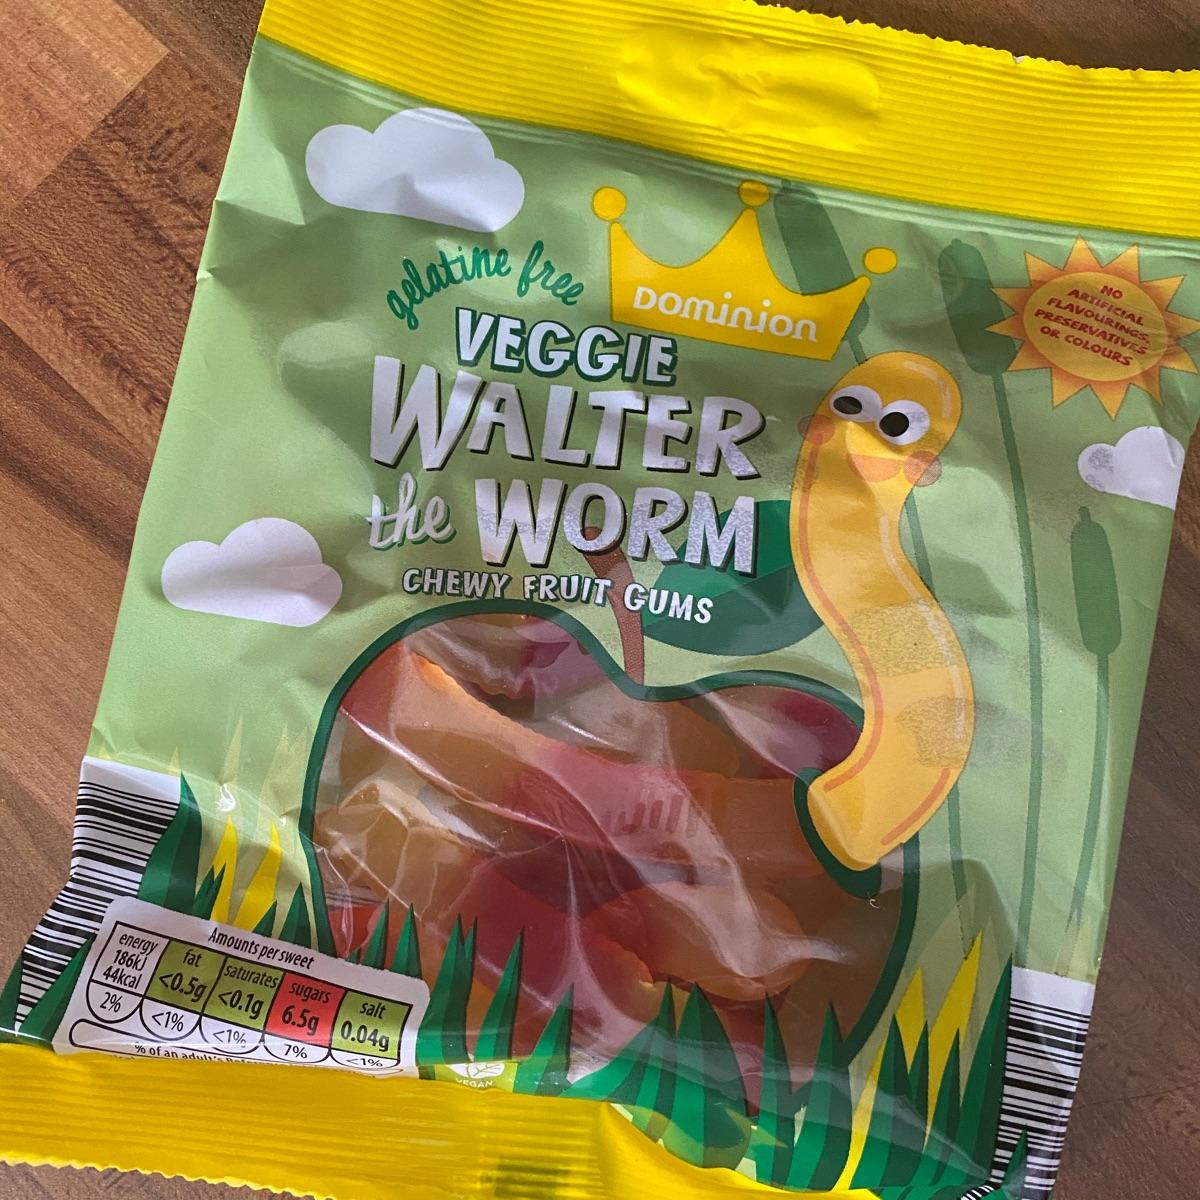 gelatine free
DOMINION
VEGGIE
WALTER
the WORM
CHEWY FRUIT GUMS
NO
ARTIFICIAL
FLAVOURINGS,
PRESERVATIVES
OR COLOURS
Amounts per sweet
energy
186kJ
44kcal
2%
fat
<0.5g
<1%
saturates
<0.1g
<1%
sugars
6.5g
7%
salt
0.04g
<1%
% of an adult's
VEGAN